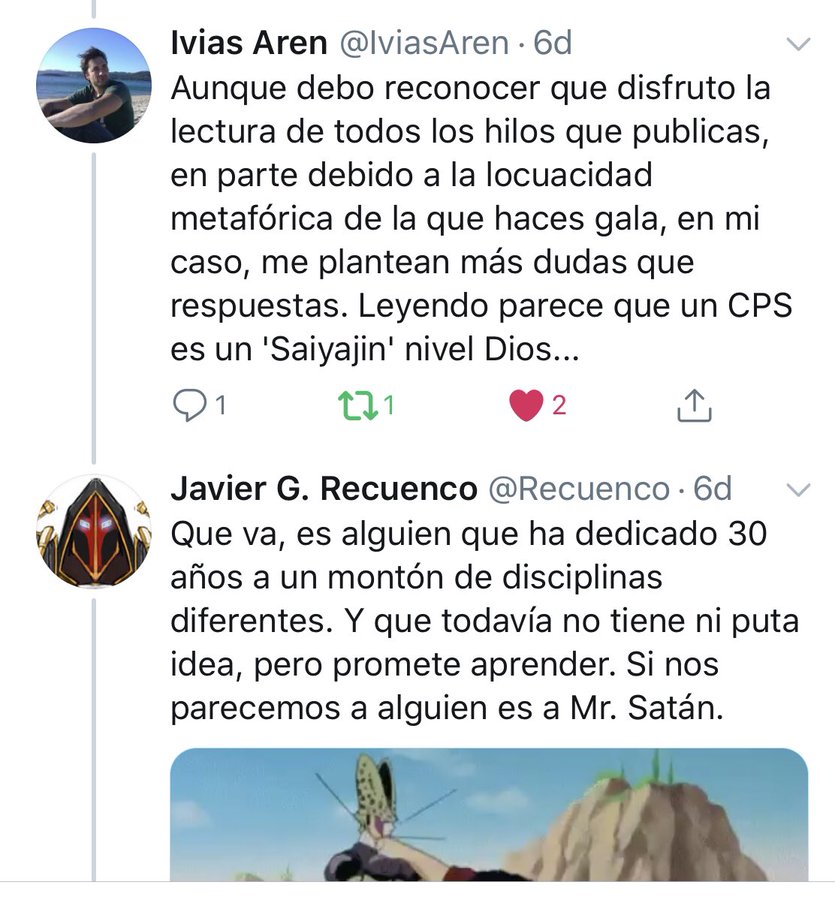 Ivias Aren @IviasAren · 6d
Aunque debo reconocer que disfruto la
lectura de todos los hilos que publicas,
en parte debido a la locuacidad
metafórica de la que haces gala, en mi
caso, me plantean más dudas que
respuestas. Leyendo parece que un CPS
es un 'Saiyajin' nivel Dios...
1 1 2
Javier G. Recuenco @Recuenco · 6d
Que va, es alguien que ha dedicado 30
años a un montón de disciplinas
diferentes. Y que todavía no tiene ni puta
idea, pero promete aprender. Si nos
parecemos a alguien es a Mr. Satán.